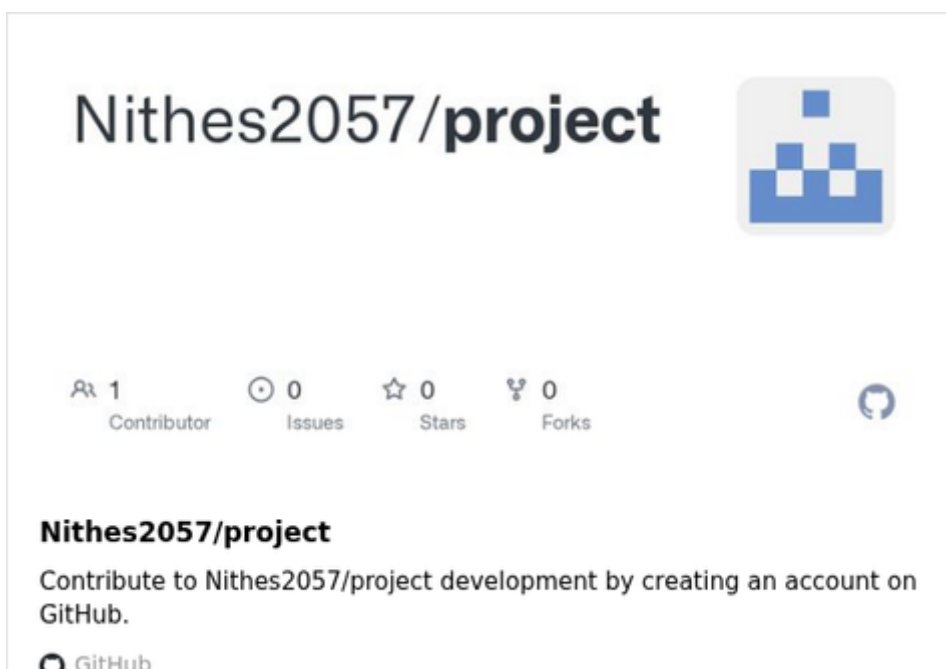 Nithes2057/project
1 0 0 0
Contributor Issues Stars Forks
Nithes2057/project
Contribute to Nithes2057/project development by creating an account on
GitHub.
GitHub